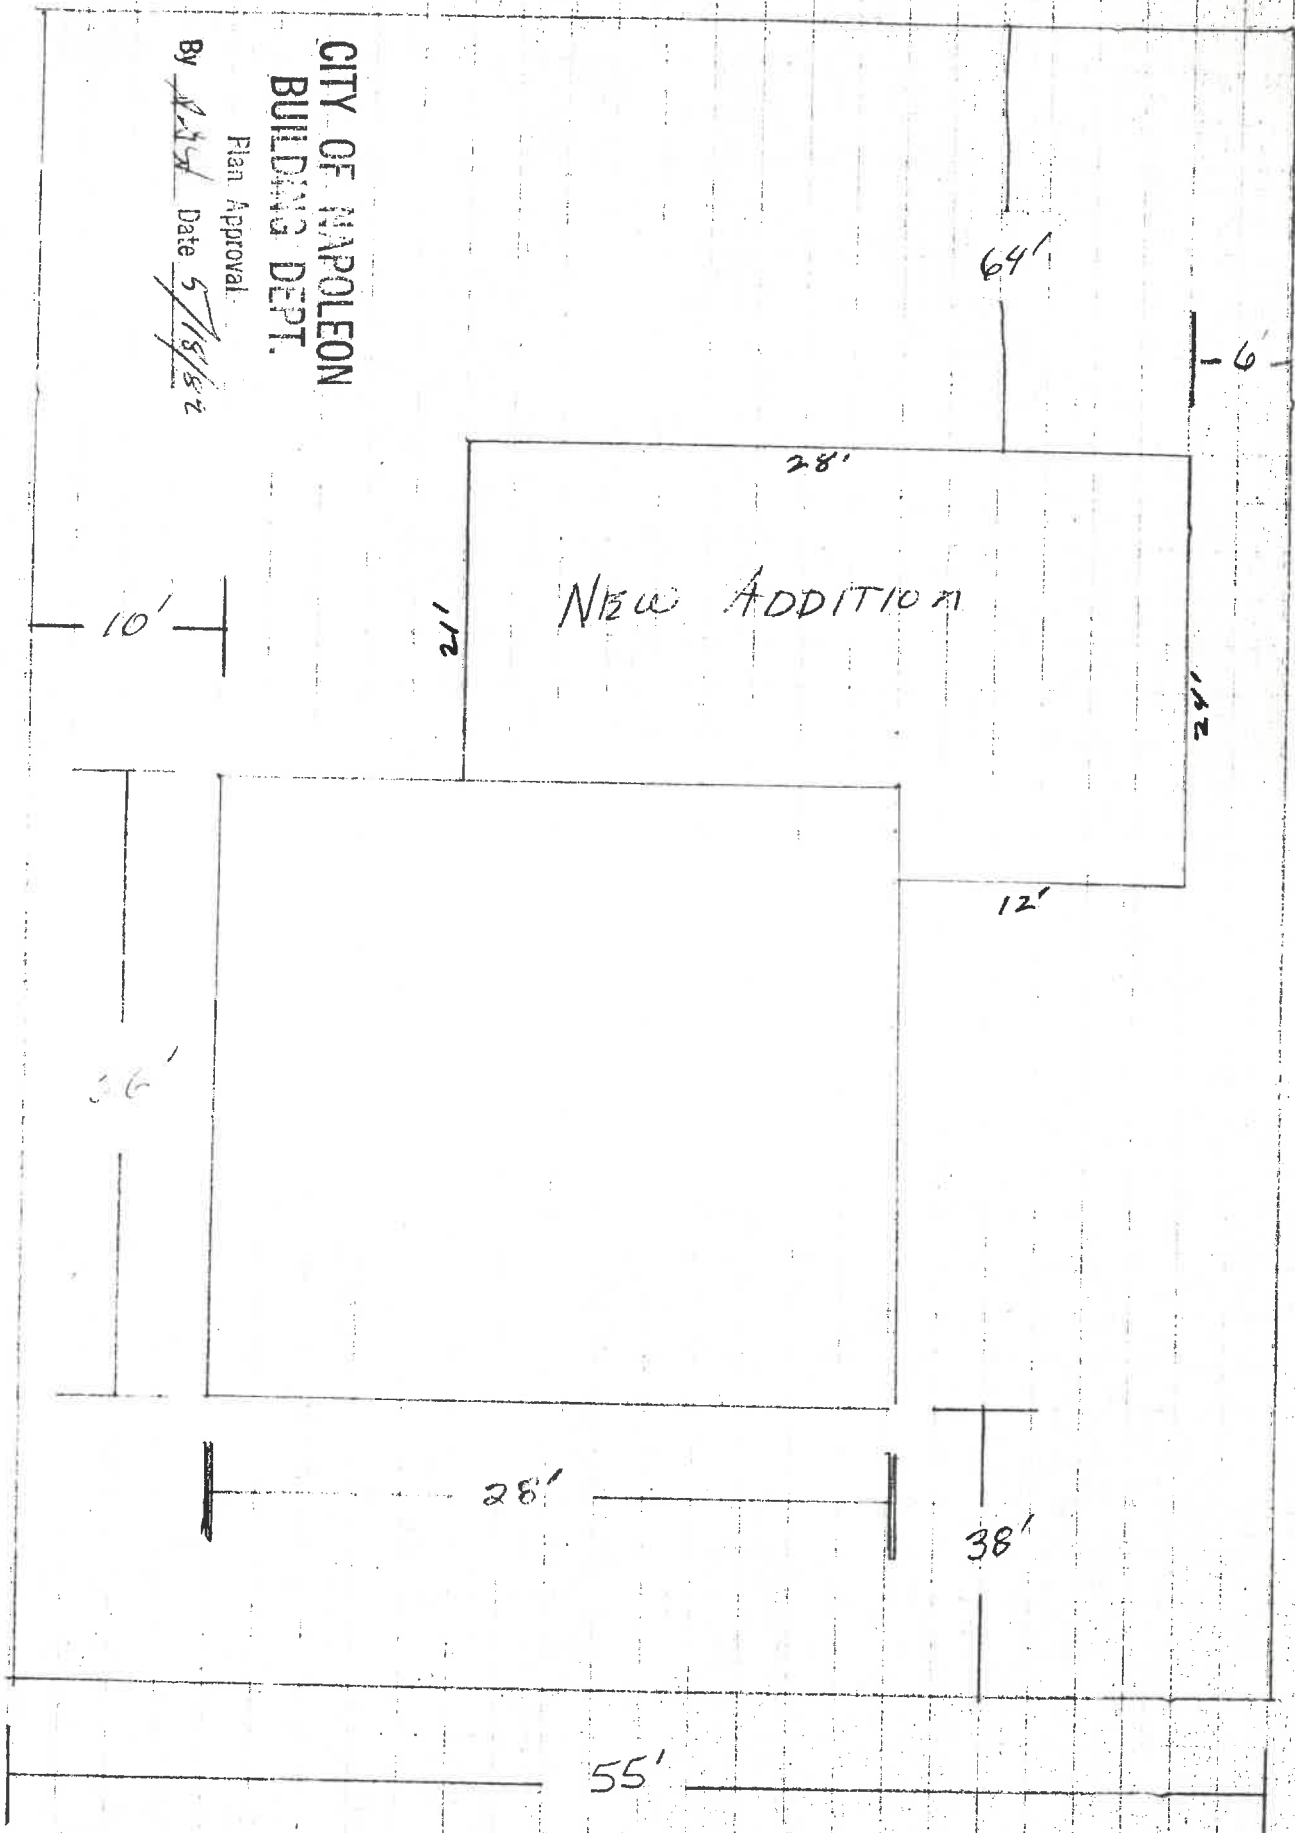 CITY OF NAPOLEON
BUILDING DEPT.
Plan Approval
By Date 5/18/82
64'
6'
28'
NEW ADDITION
10'
21'
12'
36'
28'
38'
55'